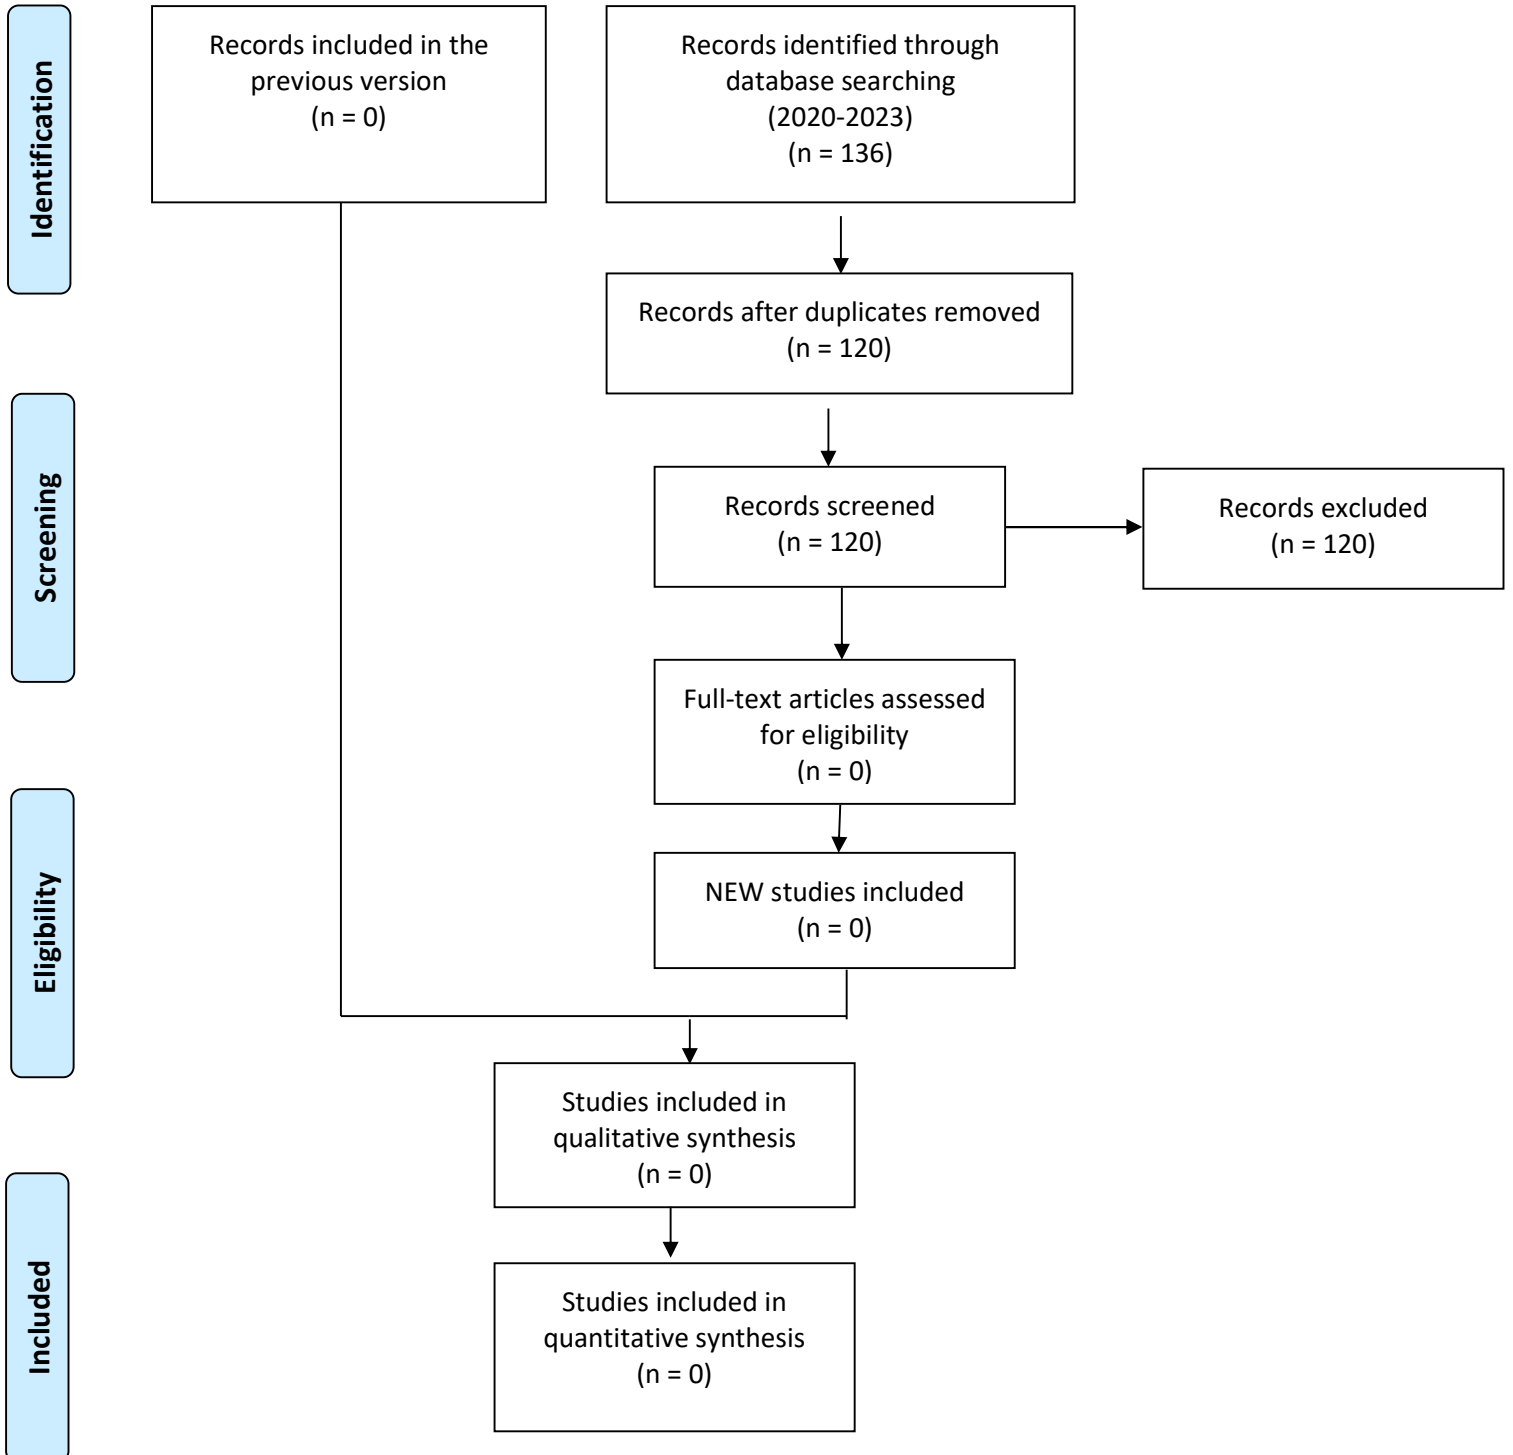 Identification
Records included in the
previous version
(n = 0)
Records identified through
database searching
(2020-2023)
(n = 136)
Records after duplicates removed
(n = 120)
Screening
Records screened
(n = 120)
Records excluded
(n = 120)
Full-text articles assessed
for eligibility
(n = 0)
Eligibility
NEW studies included
(n = 0)
Studies included in
qualitative synthesis
(n = 0)
Included
Studies included in
quantitative synthesis
(n = 0)